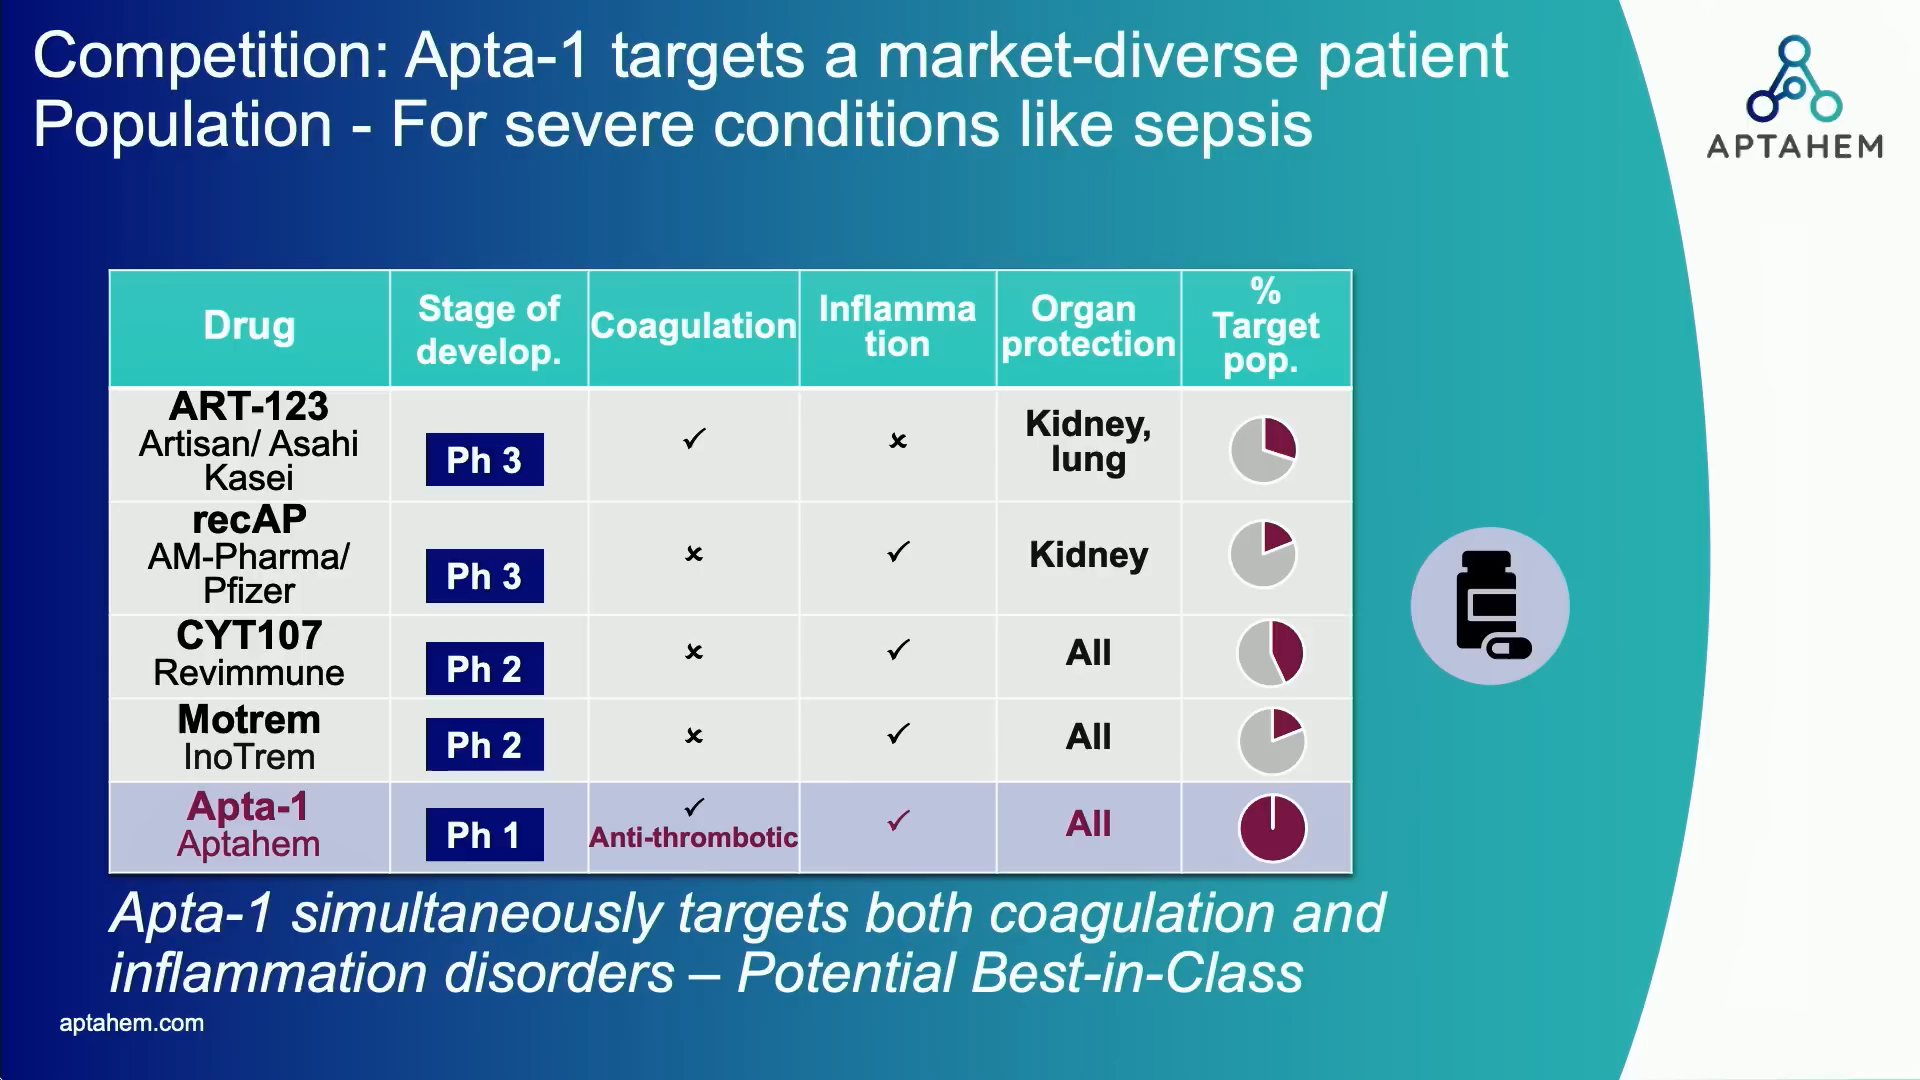 Competition: Apta-1 targets a market-diverse patient
Population - For severe conditions like sepsis
APTAHEM
Drug
Stage of
develop.
Coagulation
Inflamma
tion
Organ
protection
%
Target
pop.
ART-123
Artisan/ Asahi
Kasei
Ph 3
✓
✗
Kidney,
lung
recAP
AM-Pharma/
Pfizer
Ph 3
✗
✓
Kidney
CYT107
Revimmune
Ph 2
✗
✓
All
Motrem
InoTrem
Ph 2
✗
✓
All
Apta-1
Aptahem
Ph 1
✓
Anti-thrombotic
✓
All
Apta-1 simultaneously targets both coagulation and
inflammation disorders – Potential Best-in-Class
aptahem.com